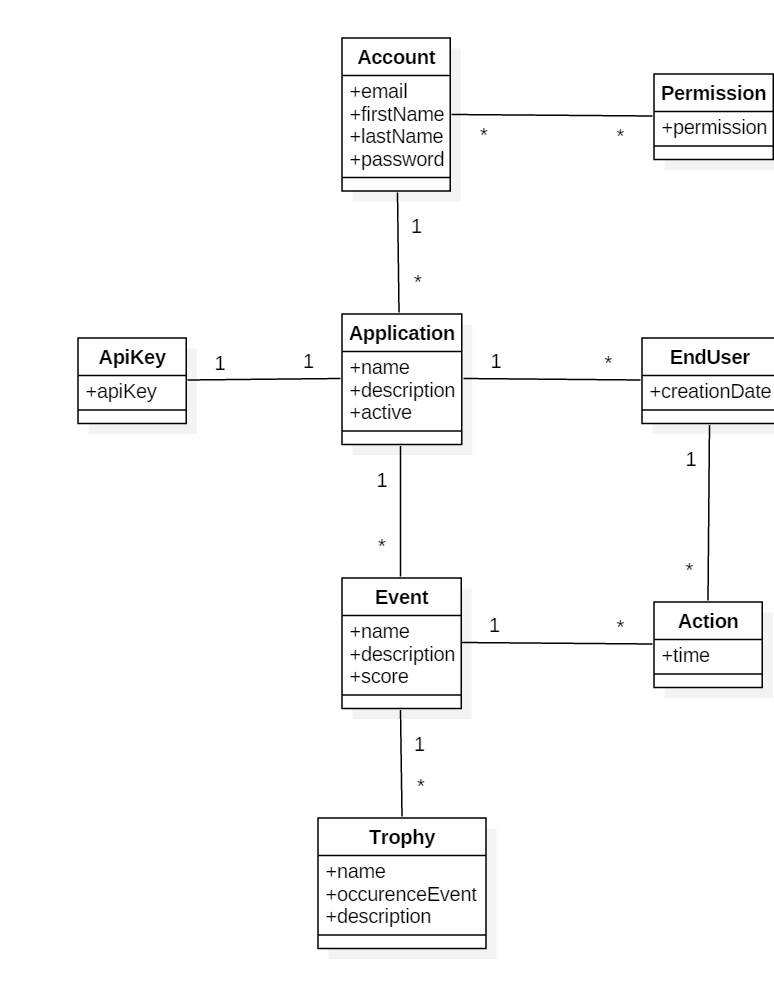 Account
+email
+firstName
+lastName
+password
Permission
+permission
* *
1
*
ApiKey
+apiKey
1 1
Application
+name
+description
+active
1 *
EndUser
+creationDate
1
*
1
*
Event
+name
+description
+score
1 *
Action
+time
1
*
Trophy
+name
+occurenceEvent
+description